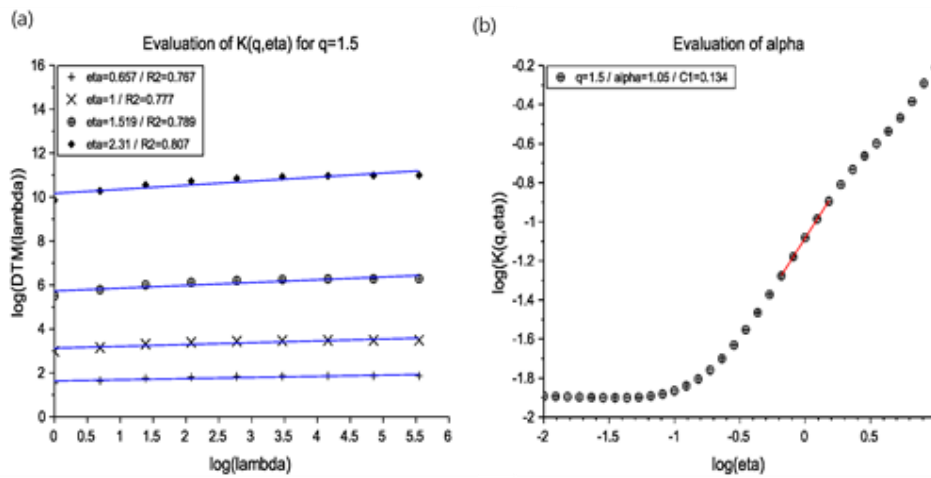 (a)
Evaluation of K(q,eta) for q=1.5
16
14
12
10
8
6
4
2
0
log(DTM(lambda)
eta=0.657 / R2=0.767
eta=1 / R2=0.777
eta=1.519 / R2=0.789
eta=2.31 / R2=0.807
0 0.5 1 1.5 2 2.5 3 3.5 4 4.5 5 5.5 6
log(lambda)
(b)
Evaluation of alpha
-0.2
-0.4
-0.6
-0.8
-1
-1.2
-1.4
-1.6
-1.8
-2
log(K(q,eta)
q=1.5 / alpha=1.05 / C1=0.134
-2 -1.5 -1 -0.5 0 0.5
log(eta)